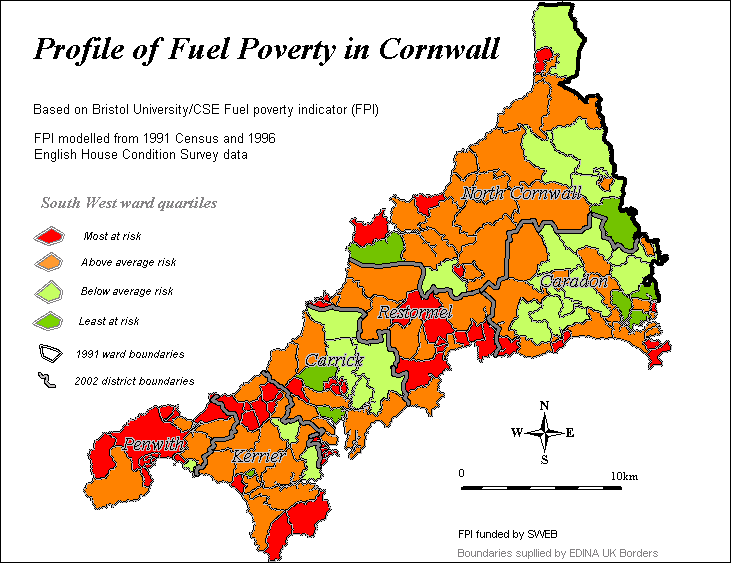 Profile of Fuel Poverty in Cornwall
Based on Bristol University/CSE Fuel poverty indicator (FPI)
FPI modelled from 1991 Census and 1996
English House Condition Survey data
South West ward quartiles
Most at risk
Above average risk
Below average risk
Least at risk
1991 ward boundaries
2002 district boundaries
North Cornwall
Caradon
Restormel
Carrick
Penwith
Kerrier
N
W E
S
0 10km
FPI funded by SWEB
Boundaries suplied by EDINA UK Borders